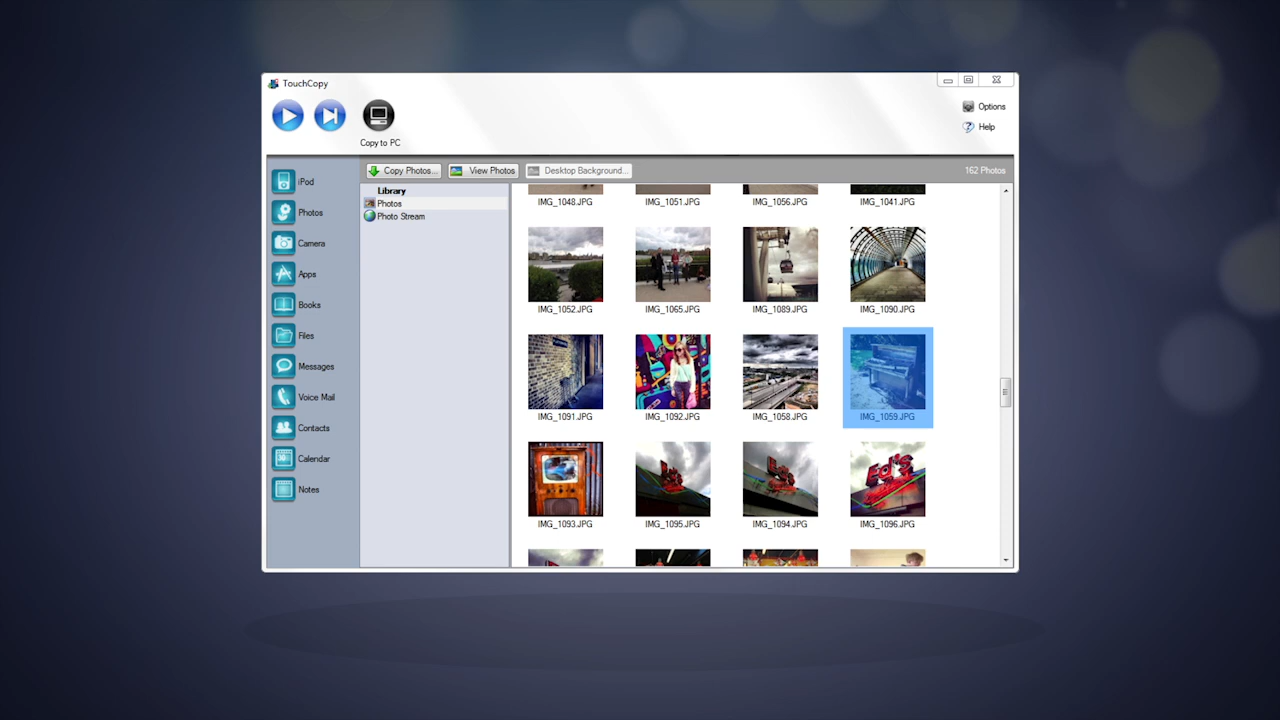 TouchCopy
Options
Help
Copy to PC
Copy Photos...
View Photos
Desktop Background...
162 Photos
iPod
Photos
Camera
Apps
Books
Files
Messages
Voice Mail
Contacts
Calendar
Notes
Library
Photos
Photo Stream
IMG_1048.JPG
IMG_1051.JPG
IMG_1056.JPG
IMG_1041.JPG
IMG_1052.JPG
IMG_1065.JPG
IMG_1089.JPG
IMG_1090.JPG
IMG_1091.JPG
IMG_1092.JPG
IMG_1058.JPG
IMG_1059.JPG
Ed's
IMG_1093.JPG
IMG_1095.JPG
IMG_1094.JPG
IMG_1096.JPG